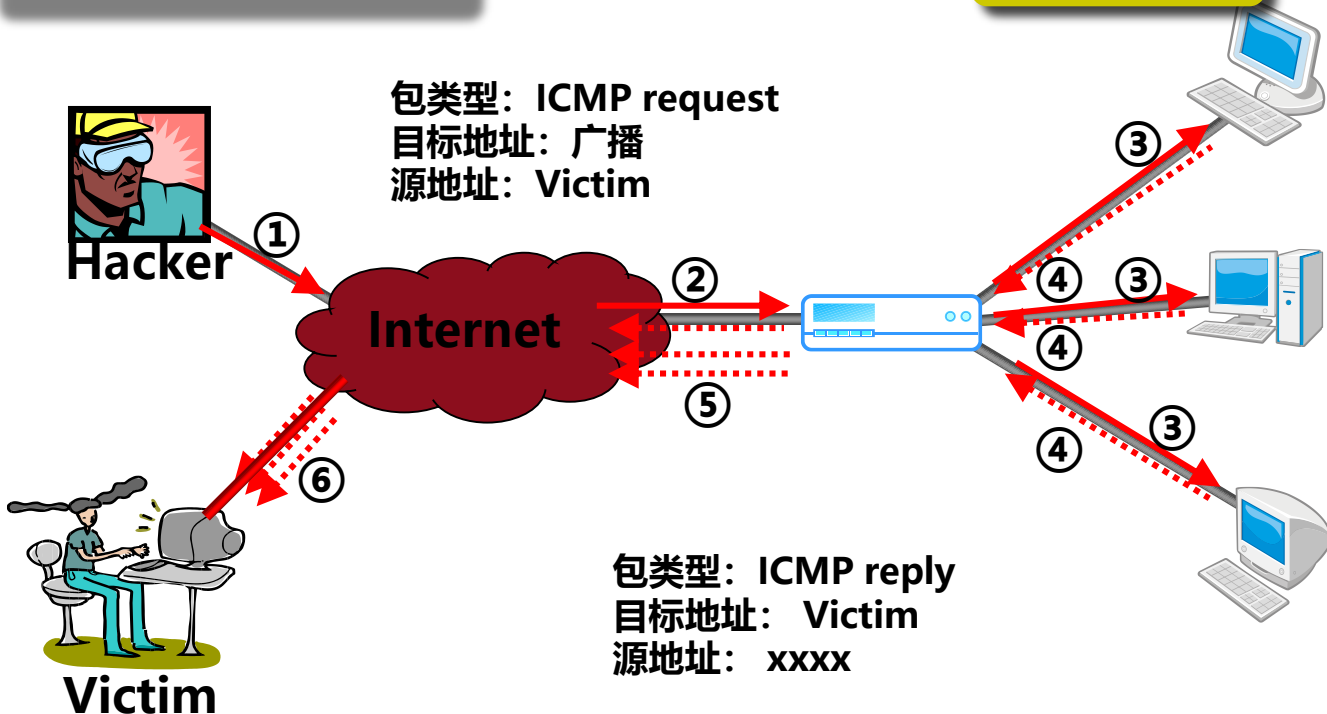 包类型：ICMP request
目标地址：广播
源地址：Victim
①
Hacker
Internet
②
③
④
③
④
⑤
③
④
⑥
包类型：ICMP reply
目标地址： Victim
源地址： xxxx
Victim